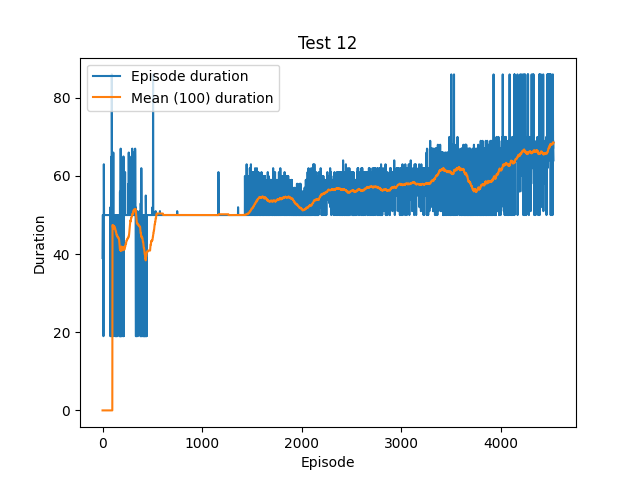 Test 12
Episode duration
Mean (100) duration
80
60
40
20
0
Duration
0 1000 2000 3000 4000
Episode